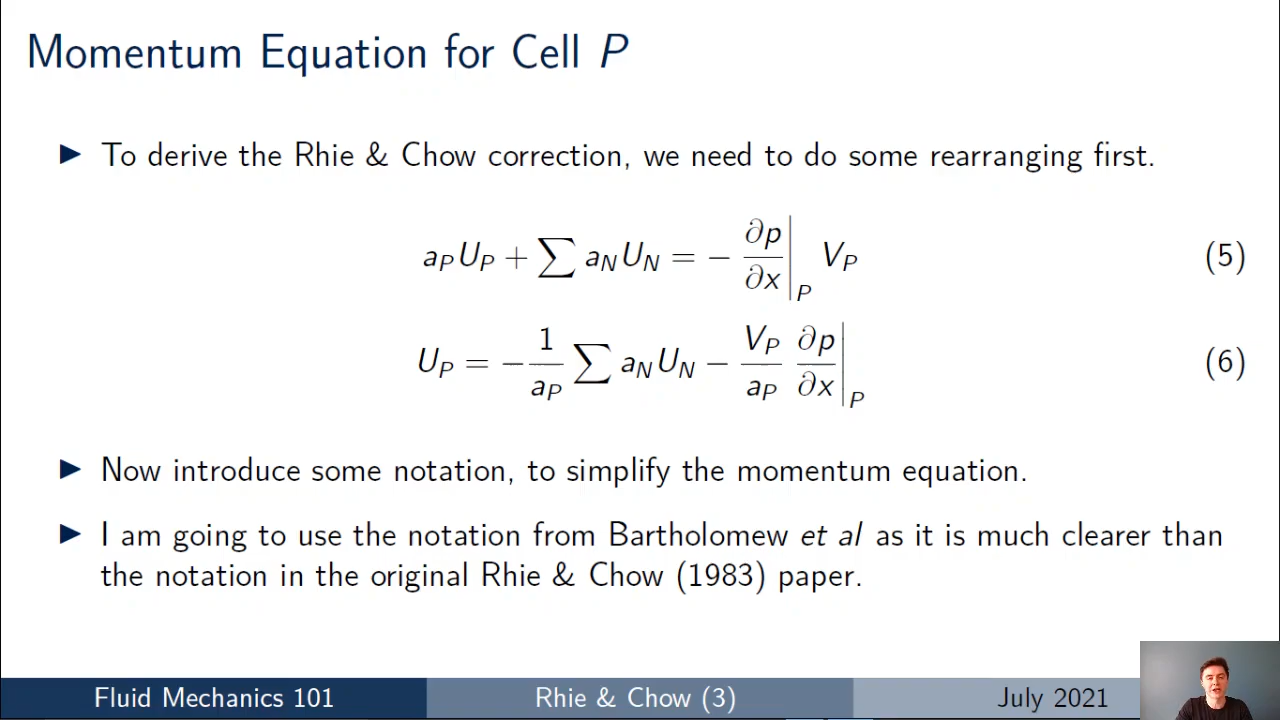 Momentum Equation for Cell P
▶ To derive the Rhie & Chow correction, we need to do some rearranging first.
a_P U_P + ∑ a_N U_N = − ∂p/∂x |_P V_P (5)
U_P = − 1/a_P ∑ a_N U_N − V_P/a_P ∂p/∂x |_P (6)
▶ Now introduce some notation, to simplify the momentum equation.
▶ I am going to use the notation from Bartholomew et al as it is much clearer than
the notation in the original Rhie & Chow (1983) paper.
Fluid Mechanics 101 Rhie & Chow (3) July 2021